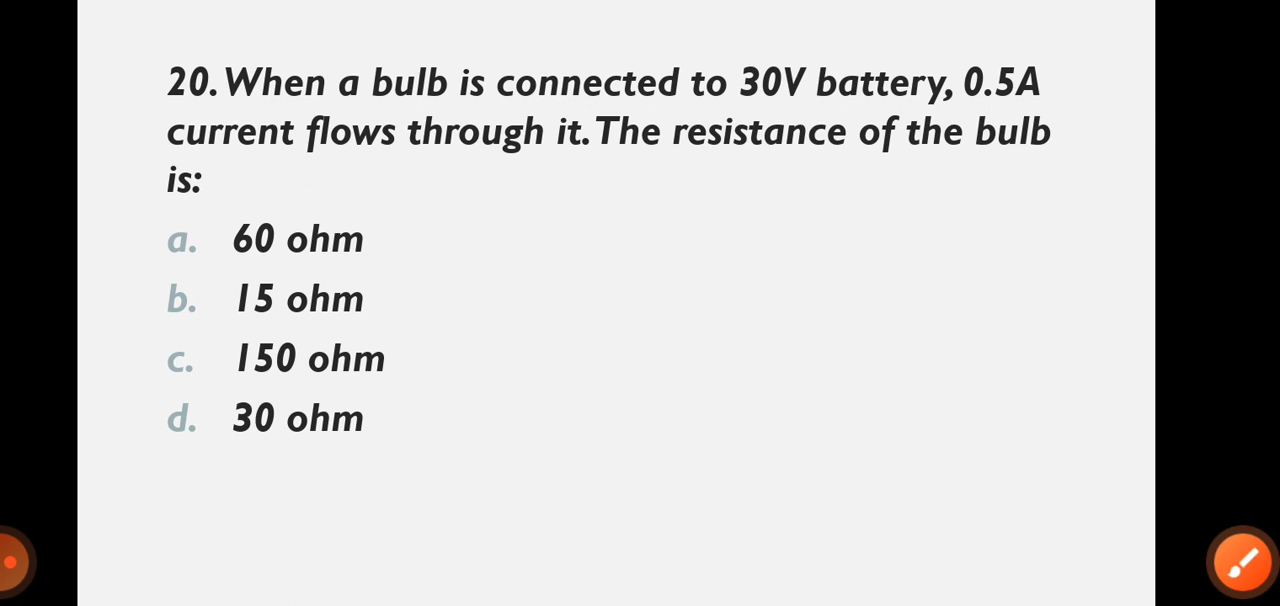 20. When a bulb is connected to 30V battery, 0.5A
current flows through it. The resistance of the bulb
is:
a. 60 ohm
b. 15 ohm
c. 150 ohm
d. 30 ohm